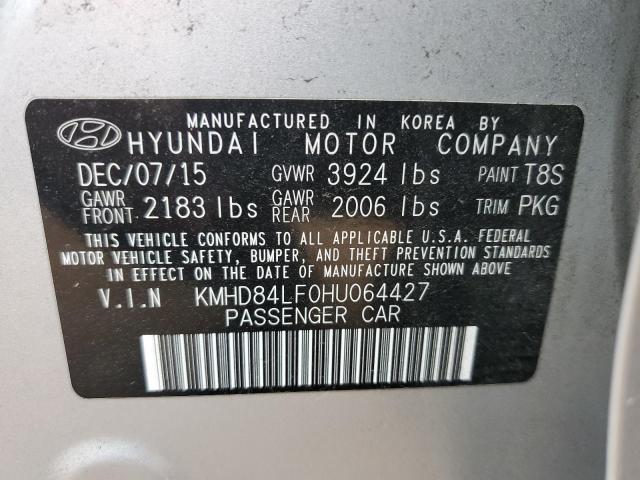 MANUFACTURED IN KOREA BY
HYUNDAI MOTOR COMPANY
DEC/07/15 GVWR 3924 lbs PAINT T8S
GAWR FRONT 2183 lbs GAWR REAR 2006 lbs TRIM PKG
THIS VEHICLE CONFORMS TO ALL APPLICABLE U.S.A. FEDERAL
MOTOR VEHICLE SAFETY, BUMPER, AND THEFT PREVENTION STANDARDS
IN EFFECT ON THE DATE OF MANUFACTURE SHOWN ABOVE
V.I.N KMHD84LF0HU064427
PASSENGER CAR